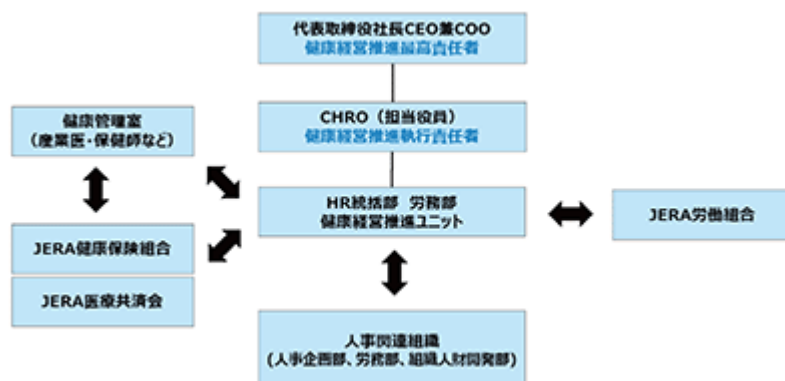 代表取締役社長CEO兼COO
健康経営推進最高責任者
CHRO（担当役員）
健康経営推進執行責任者
健康管理室
（産業医・保健師など）
HR統括部 労務部
健康経営推進ユニット
JERA労働組合
JERA健康保険組合
JERA医療共済会
人事関連組織
(人事企画部、労務部、組織人財開発部)